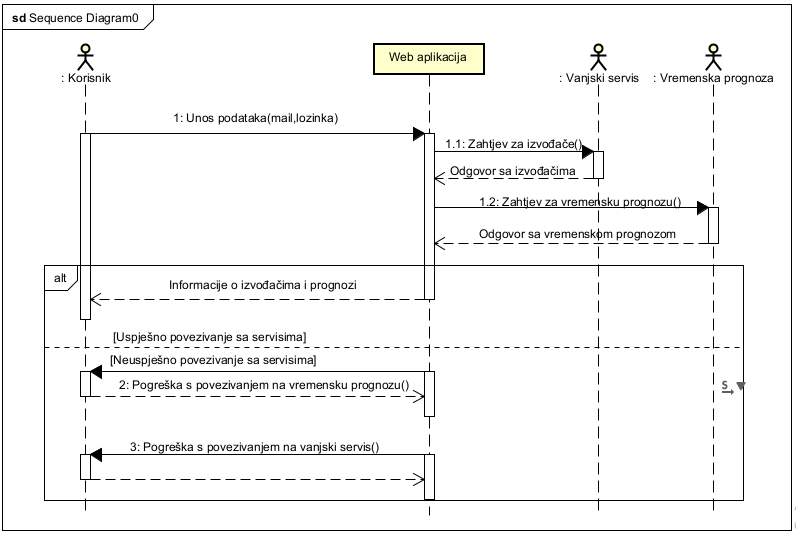 sd Sequence Diagram0
Web aplikacija
: Korisnik
: Vanjski servis
: Vremenska prognoza
1: Unos podataka(mail,lozinka)
1.1: Zahtjev za izvođače()
Odgovor sa izvođačima
1.2: Zahtjev za vremensku prognozu()
Odgovor sa vremenskom prognozom
alt
Informacije o izvođačima i prognozi
[Uspješno povezivanje sa servisima]
[Neuspješno povezivanje sa servisima]
2: Pogreška s povezivanjem na vremensku prognozu()
S
3: Pogreška s povezivanjem na vanjski servis()